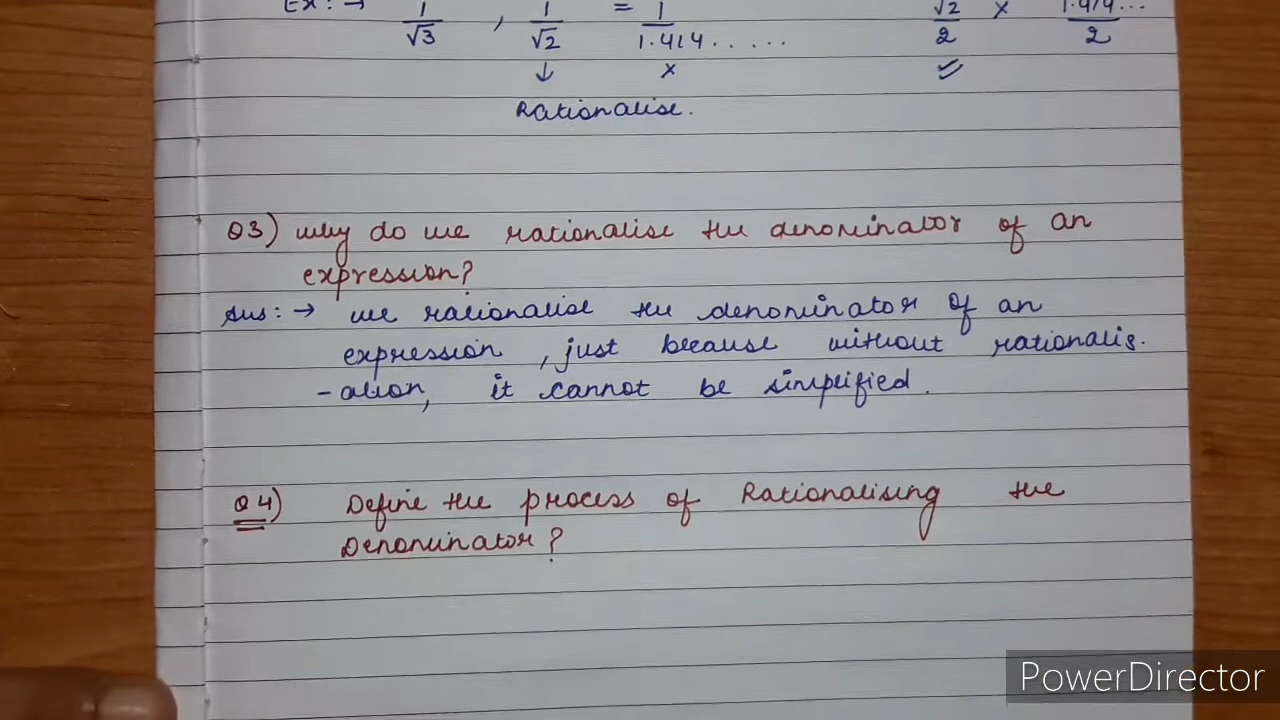 Ex: → 1/√3 , 1/√2 = 1/1.414..... √2/2 × 1.414.../2
↓ × ✓
Rationalise.
Q3) why do we rationalise the denominator of an
expression?
Ans: → we rationalise the denominator of an
expression, just because without rationalis.
-ation, it cannot be simplified.
Q4) Define the process of Rationalising the
Denominator?
PowerDirector